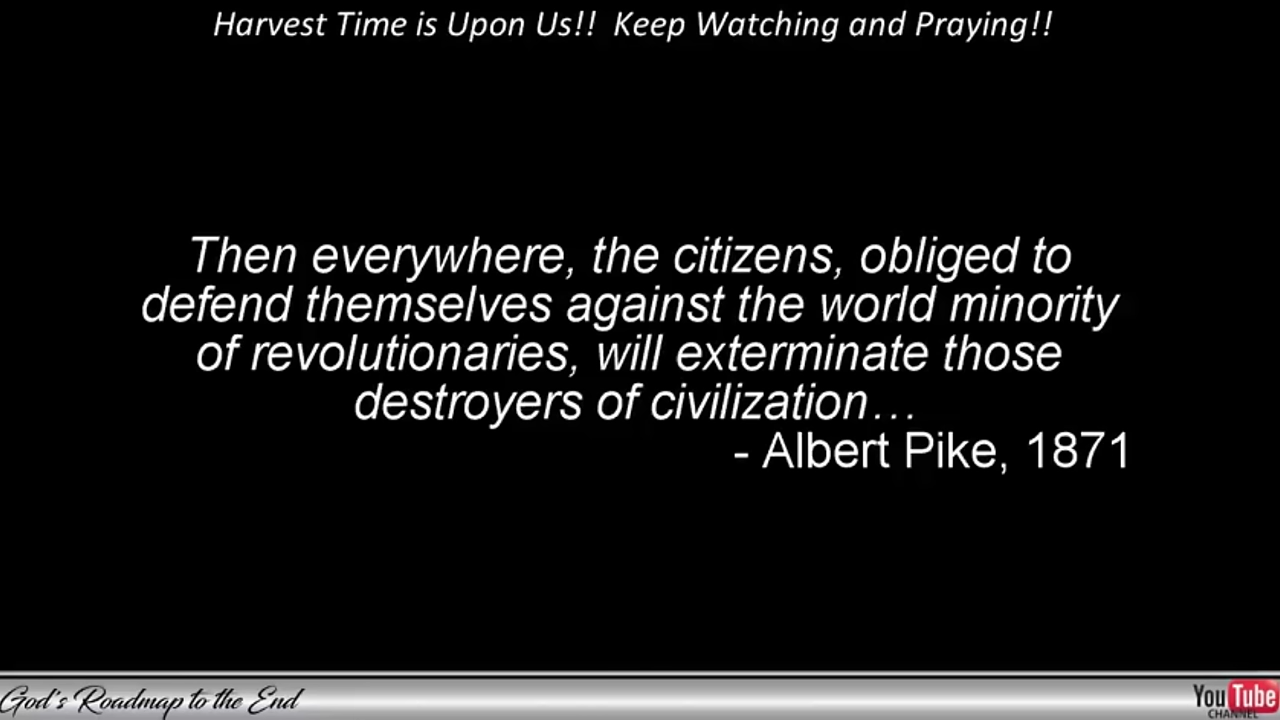 Harvest Time is Upon Us!! Keep Watching and Praying!!
Then everywhere, the citizens, obliged to
defend themselves against the world minority
of revolutionaries, will exterminate those
destroyers of civilization…
- Albert Pike, 1871
God's Roadmap to the End
YouTube
CHANNEL